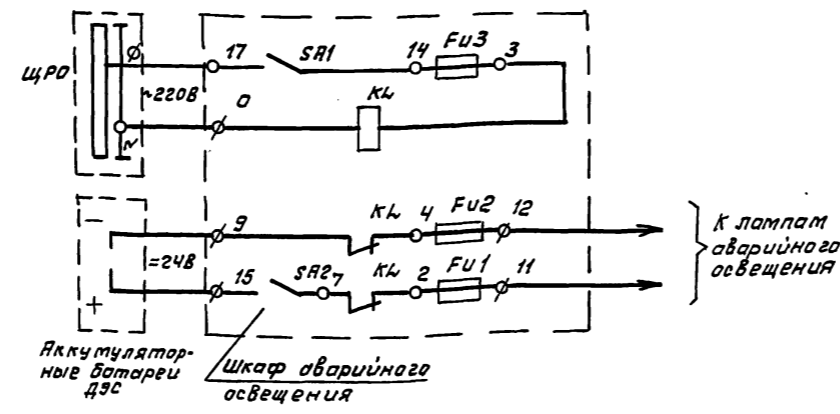 ЩРО
~220В
17
SA1
14
Fu3
3
0
KL
N
9
KL
4
Fu2
12
=24В
15
SA2
7
KL
2
Fu1
11
–
+
К лампам
аварийного
освещения
Аккумулятор-
ные батареи
ДЭС
Шкаф аварийного
освещения